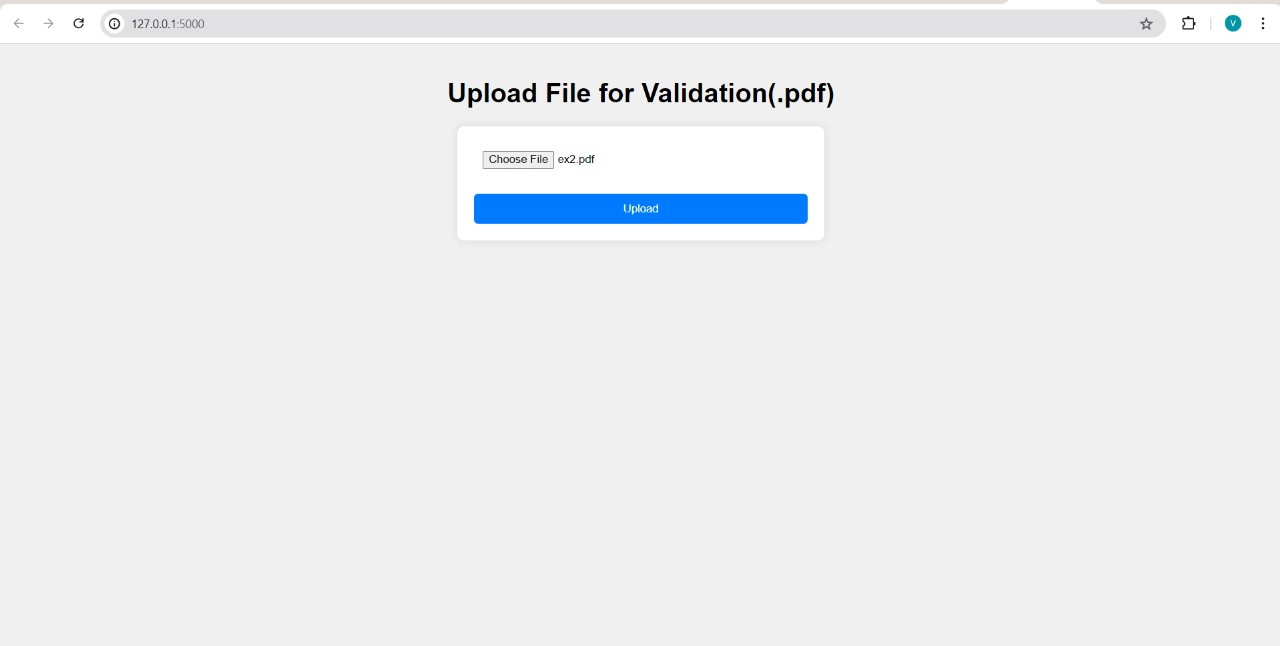 127.0.0.1:5000
V
Upload File for Validation(.pdf)
Choose File ex2.pdf
Upload